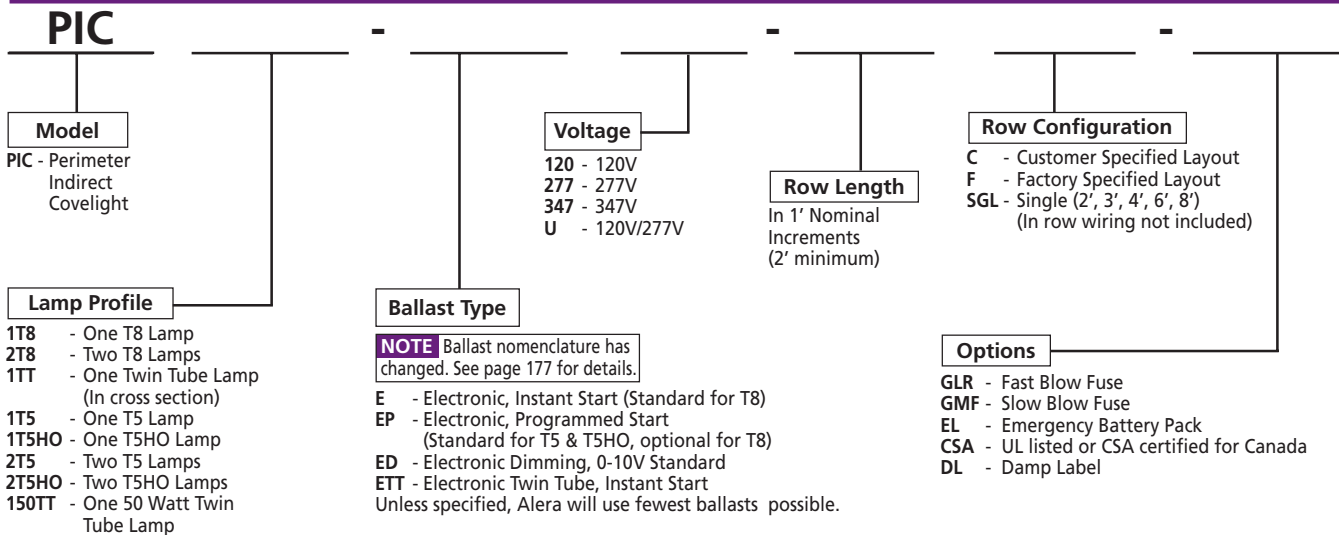 PIC - - -
Model
PIC - Perimeter
Indirect
Covelight
Lamp Profile
1T8 - One T8 Lamp
2T8 - Two T8 Lamps
1TT - One Twin Tube Lamp
(In cross section)
1T5 - One T5 Lamp
1T5HO - One T5HO Lamp
2T5 - Two T5 Lamps
2T5HO - Two T5HO Lamps
150TT - One 50 Watt Twin
Tube Lamp
Ballast Type
NOTE Ballast nomenclature has
changed. See page 177 for details.
E - Electronic, Instant Start (Standard for T8)
EP - Electronic, Programmed Start
(Standard for T5 & T5HO, optional for T8)
ED - Electronic Dimming, 0-10V Standard
ETT - Electronic Twin Tube, Instant Start
Unless specified, Alera will use fewest ballasts possible.
Voltage
120 - 120V
277 - 277V
347 - 347V
U - 120V/277V
Row Length
In 1' Nominal
Increments
(2' minimum)
Row Configuration
C - Customer Specified Layout
F - Factory Specified Layout
SGL - Single (2', 3', 4', 6', 8')
(In row wiring not included)
Options
GLR - Fast Blow Fuse
GMF - Slow Blow Fuse
EL - Emergency Battery Pack
CSA - UL listed or CSA certified for Canada
DL - Damp Label